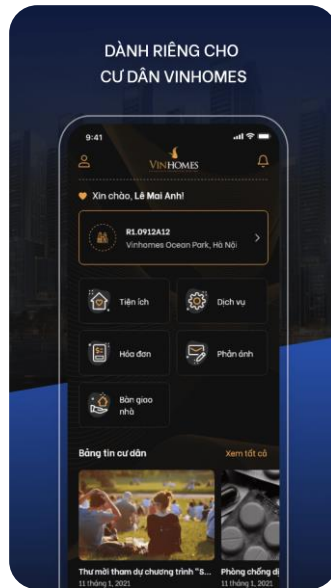 DÀNH RIÊNG CHO
CƯ DÂN VINHOMES
9:41
VINHOMES
Xin chào, Lê Mai Anh!
R1.0912A12
Vinhomes Ocean Park, Hà Nội
Tiện ích
Dịch vụ
Hóa đơn
Phản ánh
Bàn giao
nhà
Bảng tin cư dân
Xem tất cả
Thư mời tham dự chương trình "S...
Phòng chống dị
11 tháng 1, 2021
11 tháng 1, 2021